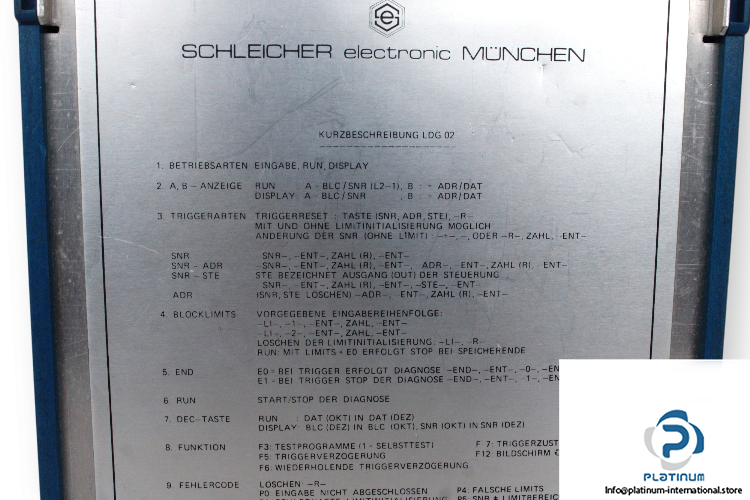 SCHLEICHER electronic MÜNCHEN
KURZBESCHREIBUNG LDG 02
1. BETRIEBSARTEN EINGABE, RUN, DISPLAY
2. A, B – ANZEIGE RUN : A - BLC / SNR (L2-1), B : - ADR/DAT
DISPLAY : A - BLC / SNR , B : - ADR/DAT
3. TRIGGERARTEN TRIGGERRESET : TASTE (SNR, ADR, STE), –R–
MIT UND OHNE LIMITINITIALISIERUNG MÖGLICH
ÄNDERUNG DER SNR (OHNE LIMIT) : –+–, –, ODER –R–, ZAHL, –ENT–
SNR –SNR–, –ENT–, ZAHL (R), –ENT–
SNR – ADR –SNR–, –ENT–, ZAHL (R), –ENT–, –ADR–, –ENT–, ZAHL (R), –ENT–
SNR – STE STE BEZEICHNET AUSGANG (OUT) DER STEUERUNG
–SNR–, –ENT–, ZAHL (R), –ENT–, –STE–, –ENT–
ADR (SNR, STE LÖSCHEN) –ADR–, –ENT–, ZAHL (R), –ENT–
4. BLOCKLIMITS VORGEGEBENE EINGABEREIHENFOLGE:
–LI–, –1–, –ENT–, ZAHL, –ENT–
–LI–, –2–, –ENT–, ZAHL, –ENT–
LÖSCHEN DER LIMITINITIALISIERUNG: –LI–, –R–
RUN: MIT LIMITS + E0 ERFOLGT STOP BEI SPEICHERENDE
5. END E0 = BEI TRIGGER ERFOLGT DIAGNOSE –END–, –ENT–, –0–, –EN
E1 = BEI TRIGGER STOP DER DIAGNOSE –END–, –ENT–, –1–, –EN
6. RUN START/STOP DER DIAGNOSE
7. DEC-TASTE RUN : DAT (OKT) IN DAT (DEZ)
DISPLAY: BLC (DEZ) IN BLC (OKT), SNR (OKT) IN SNR (DEZ)
8. FUNKTION F3: TESTPROGRAMME (1 - SELBSTTEST) F 7: TRIGGERZUST
F5: TRIGGERVERZÖGERUNG F12: BILDSCHIRM
F6: WIEDERHOLENDE TRIGGERVERZÖGERUNG
9. FEHLERCODE LÖSCHEN: –R–
P0 EINGABE NICHT ABGESCHLOSSEN P4: FALSCHE LIMITS
LIMITINITIALISIERUNG P5: SNR ± LIMITBEREIC
PLATINUM
INTERNATIONAL
Info@platinum-international.store